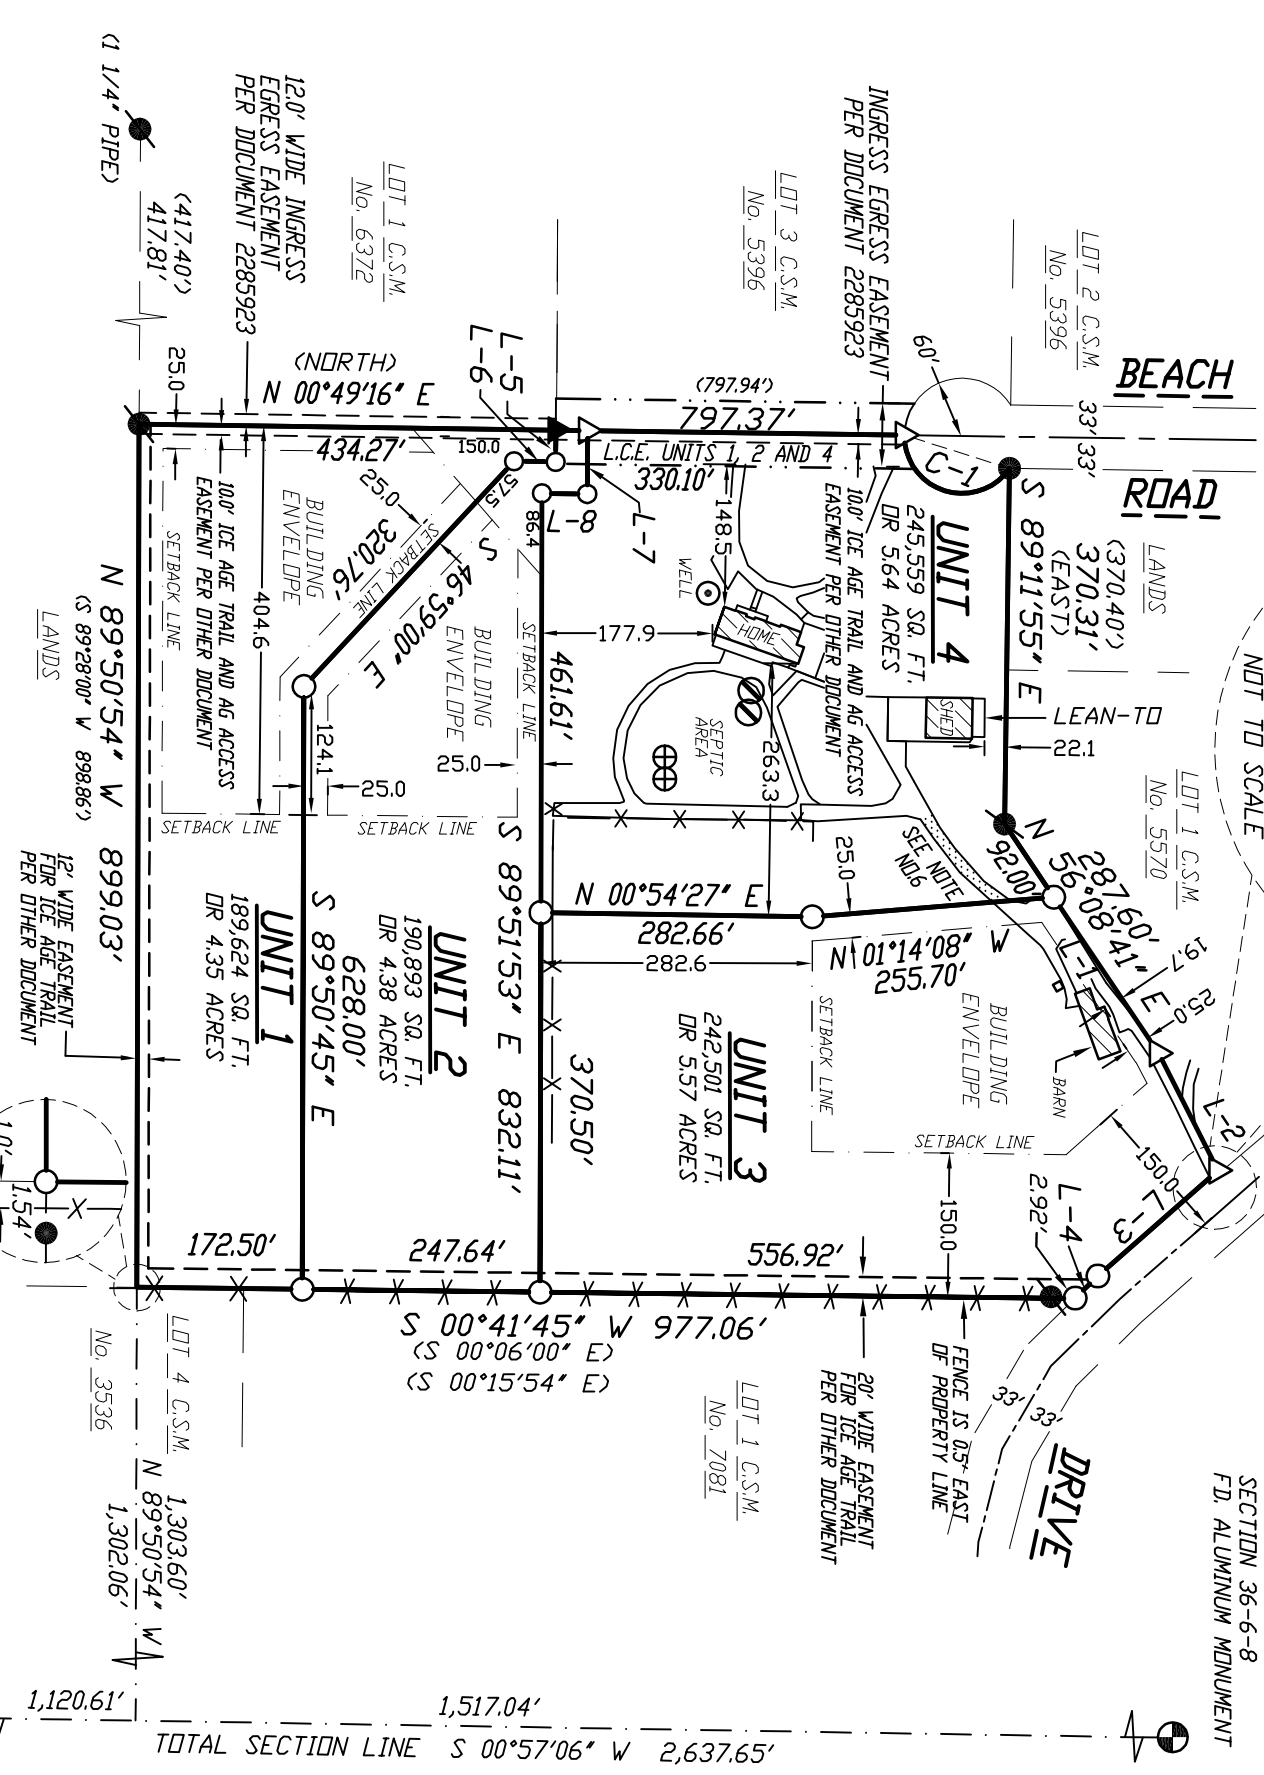 SECTION 36-6-8
FD. ALUMINUM MONUMENT
NOT TO SCALE
BEACH
ROAD
33' 33'
LOT 2 C.S.M.
No. 5396
LANDS
(370.40')
370.31'
(EAST)
S 89°11'55" E
LOT 1 C.S.M.
No. 5570
287.60'
N 56°08'41" E
92.00'
L-1
19.7
25.0
L-2
L-3
150.0
L-4
2.92'
DRIVE
33' 33'
60'
C-1
INGRESS EGRESS EASEMENT
PER DOCUMENT 2285923
LOT 3 C.S.M.
No. 5396
(797.94')
797.37'
L.C.E. UNITS 1, 2 AND 4
330.10'
UNIT 4
245,559 SQ. FT.
OR 5.64 ACRES
10.0' ICE AGE TRAIL AND AG ACCESS
EASEMENT PER OTHER DOCUMENT
LEAN-TO
SHED
22.1
148.5
WELL
HOME
177.9
SEPTIC
AREA
263.3
SEE NOTE
NO.6
25.0
N 00°54'27" E
282.66'
282.6
N 01°14'08" W
255.70'
BARN
BUILDING
ENVELOPE
SETBACK LINE
SETBACK LINE
150.0
UNIT 3
242,501 SQ. FT.
OR 5.57 ACRES
556.92'
FENCE IS 0.5' EAST
OF PROPERTY LINE
20' WIDE EASEMENT
FOR ICE AGE TRAIL
PER OTHER DOCUMENT
LOT 1 C.S.M.
No. 7081
L-5
L-6
L-7
L-8
86.4
57.5
150.0
461.61'
S 89°51'53" E 832.11'
370.50'
SETBACK LINE
BUILDING
ENVELOPE
25.0
25.0
SETBACK LINE
S 46°59'00" E
320.76'
SETBACK LINE
25.0
UNIT 2
190,893 SQ. FT.
OR 4.38 ACRES
247.64'
S 00°41'45" W 977.06'
(S 00°06'00" E)
(S 00°15'54" E)
LOT 1 C.S.M.
No. 6372
12.0' WIDE INGRESS
EGRESS EASEMENT
PER DOCUMENT 2285923
(NORTH)
N 00°49'16" E
434.27'
BUILDING
ENVELOPE
404.6
124.1
628.00'
S 89°50'45" E
10.0' ICE AGE TRAIL AND AG ACCESS
EASEMENT PER OTHER DOCUMENT
SETBACK LINE
SETBACK LINE
UNIT 1
189,624 SQ. FT.
OR 4.35 ACRES
172.50'
25.0
(417.40')
417.81'
(1 1/4" PIPE)
N 89°50'54" W 899.03'
(S 89°28'00" W 898.86')
LANDS
12' WIDE EASEMENT
FOR ICE AGE TRAIL
PER OTHER DOCUMENT
1.0'
1.54'
LOT 4 C.S.M.
No. 3536
1,303.60'
N 89°50'54" W
1,302.06'
1,120.61'
1,517.04'
TOTAL SECTION LINE S 00°57'06" W 2,637.65'